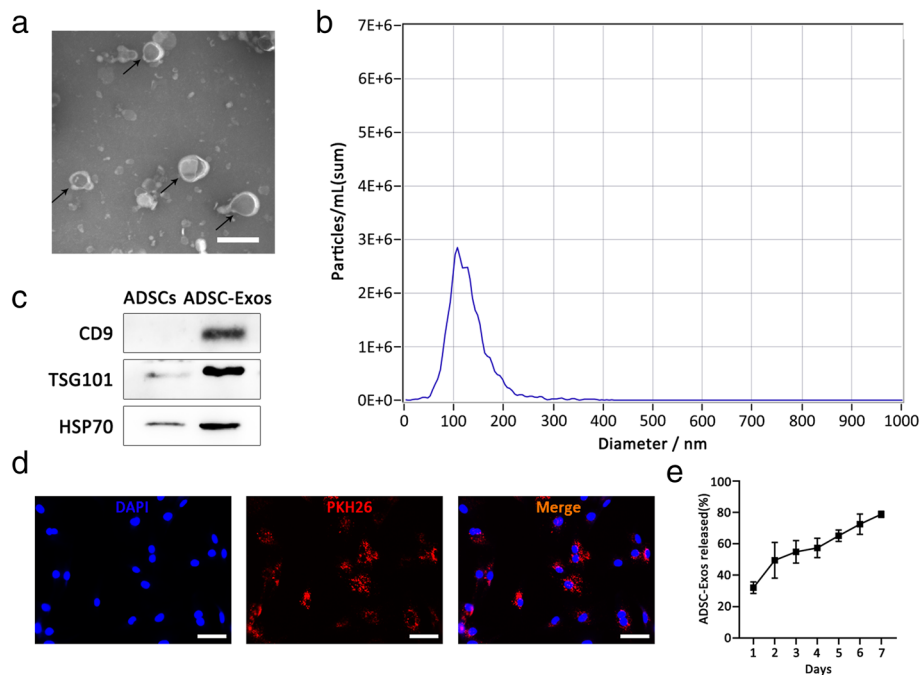 a
b
Particles/mL(sum)
7E+6
6E+6
5E+6
4E+6
3E+6
2E+6
1E+6
0E+0
0 100 200 300 400 500 600 700 800 900 1000
Diameter / nm
c
ADSCs ADSC-Exos
CD9
TSG101
HSP70
d
DAPI
PKH26
Merge
e
ADSC-Exos released(%)
100
80
60
40
20
0
1 2 3 4 5 6 7
Days